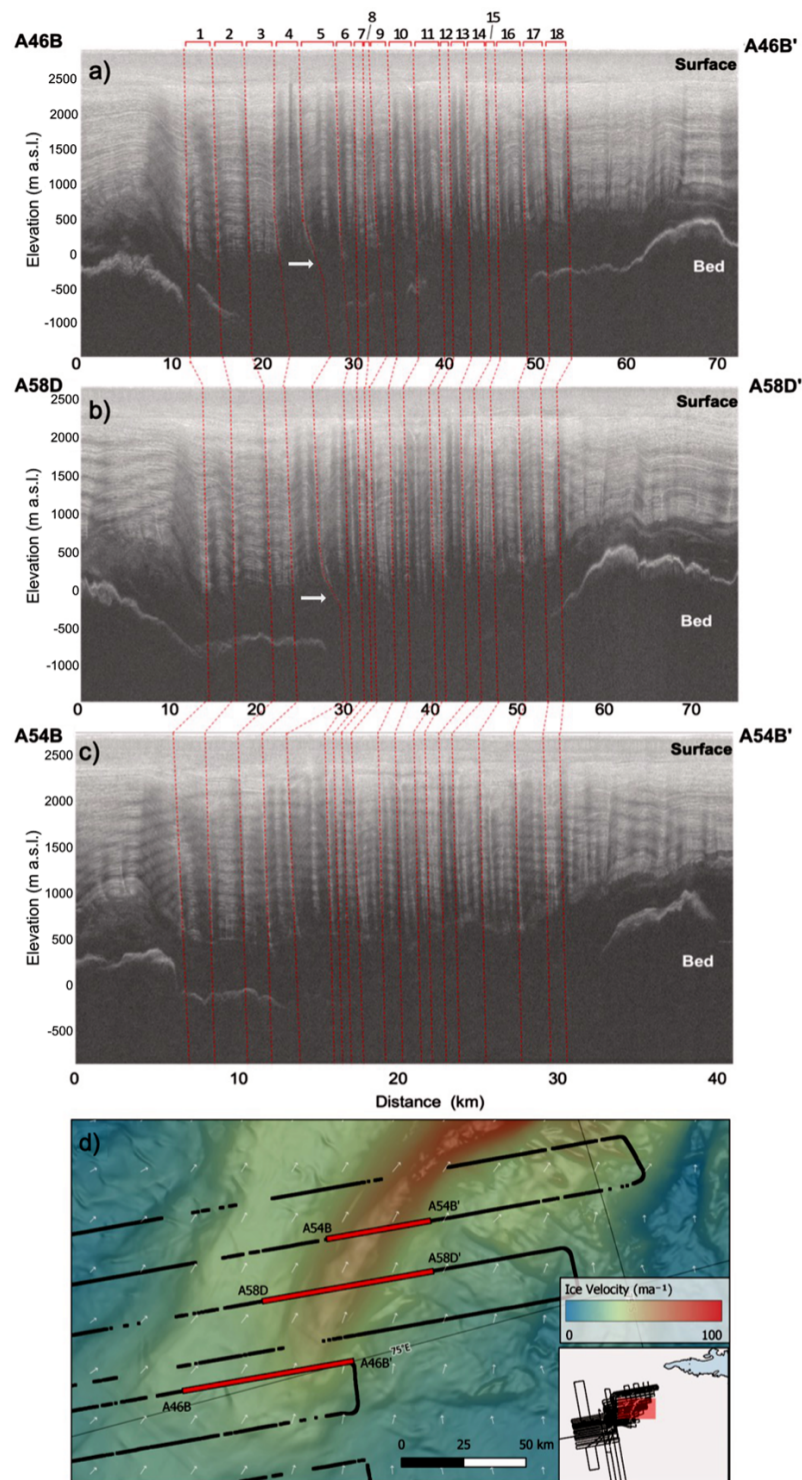 8 15
1 2 3 4 5 6 7 9 10 11 12 13 14 16 17 18
A46B A46B'
a) Surface
2500
2000
1500
1000
500
0
-500
-1000
Elevation (m a.s.l.)
Bed
0 10 20 30 40 50 60 70
A58D A58D'
b) Surface
2500
2000
1500
1000
500
0
-500
-1000
Elevation (m a.s.l.)
Bed
0 10 20 30 40 50 60 70
A54B A54B'
c) Surface
2500
2000
1500
1000
500
0
-500
Elevation (m a.s.l.)
Bed
0 10 20 30 40
Distance (km)
d)
A54B A54B'
A58D A58D'
75°E
A46B A46B'
Ice Velocity (ma⁻¹)
0 100
0 25 50 km